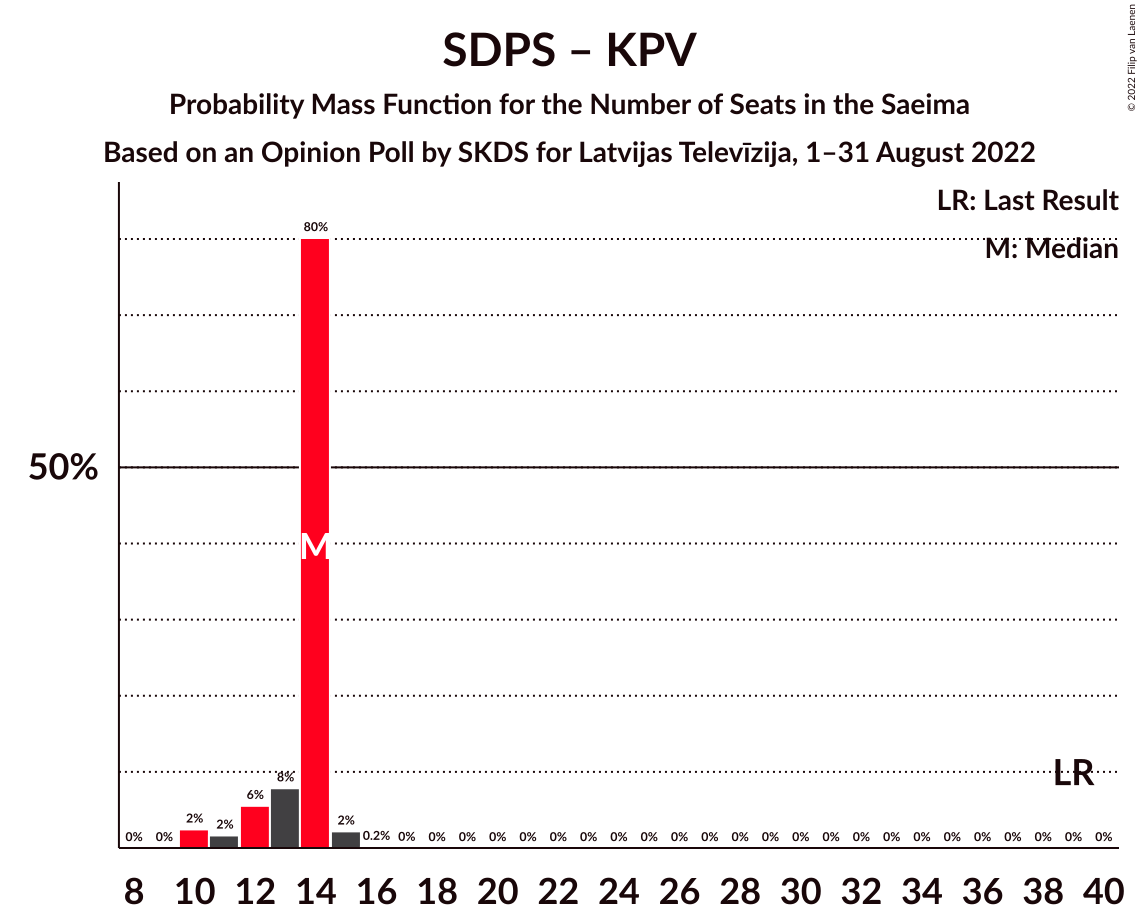 SDPS – KPV
Probability Mass Function for the Number of Seats in the Saeima
Based on an Opinion Poll by SKDS for Latvijas Televīzija, 1–31 August 2022
© 2022 Filip van Laenen
LR: Last Result
M: Median
80%
50%
M
LR
8%
6%
2%
2%
2%
0% 0% 0.2% 0% 0% 0% 0% 0% 0% 0% 0% 0% 0% 0% 0% 0% 0% 0% 0% 0% 0% 0% 0% 0% 0% 0% 0%
8 10 12 14 16 18 20 22 24 26 28 30 32 34 36 38 40